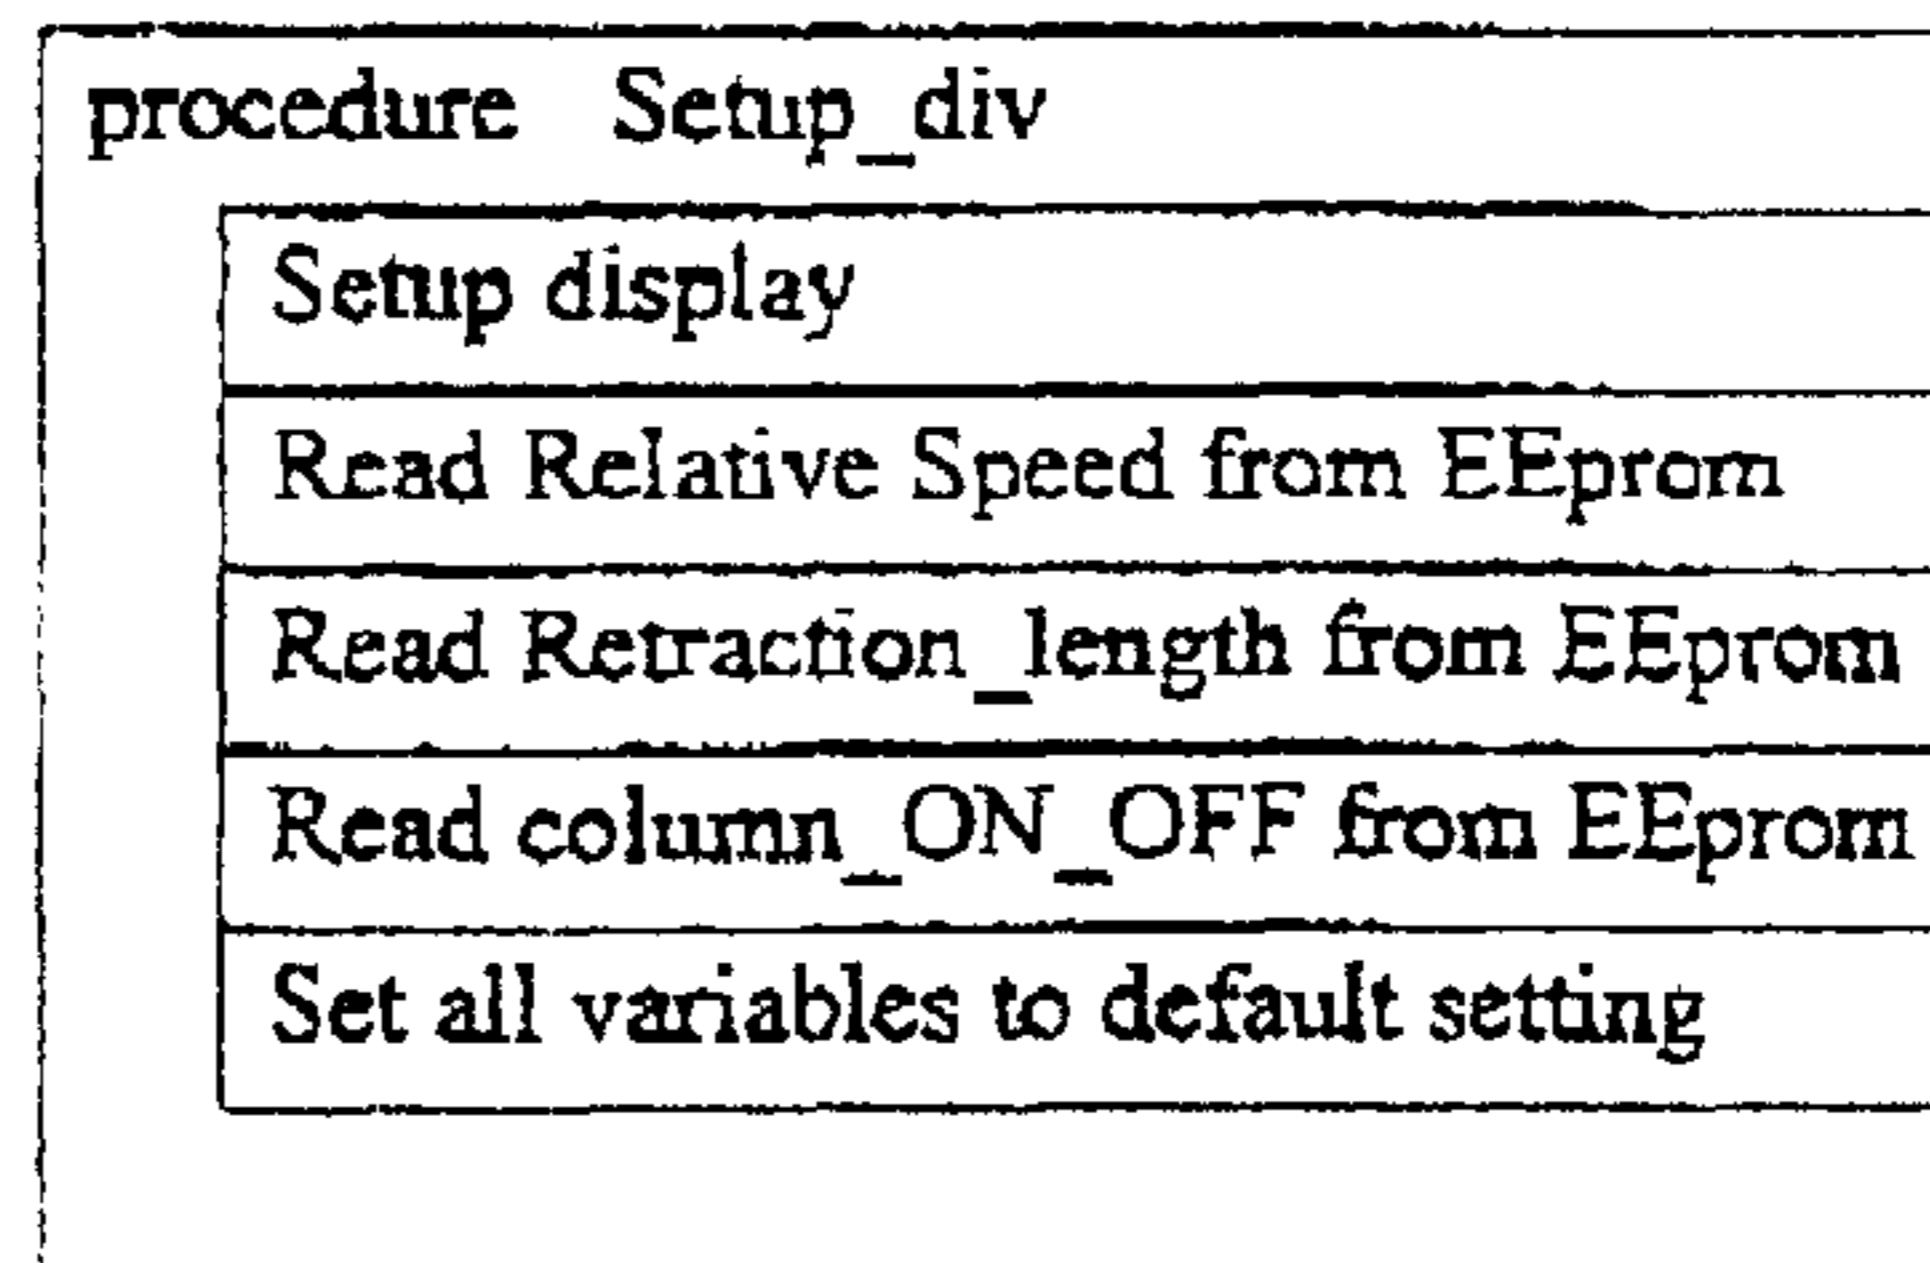 procedure Setup_div
Setup display
Read Relative Speed from EEprom
Read Retraction_length from EEprom
Read column_ON_OFF from EEprom
Set all variables to default setting